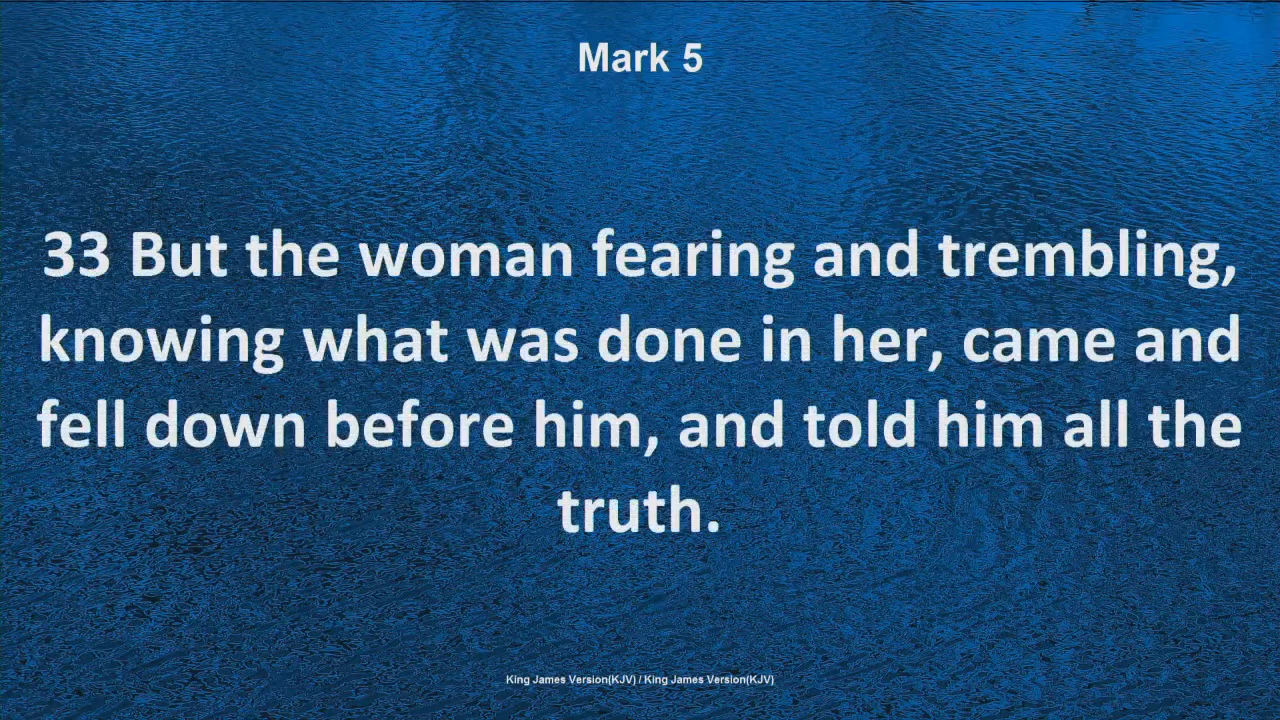 Mark 5
33 But the woman fearing and trembling,
knowing what was done in her, came and
fell down before him, and told him all the
truth.
King James Version(KJV) / King James Version(KJV)